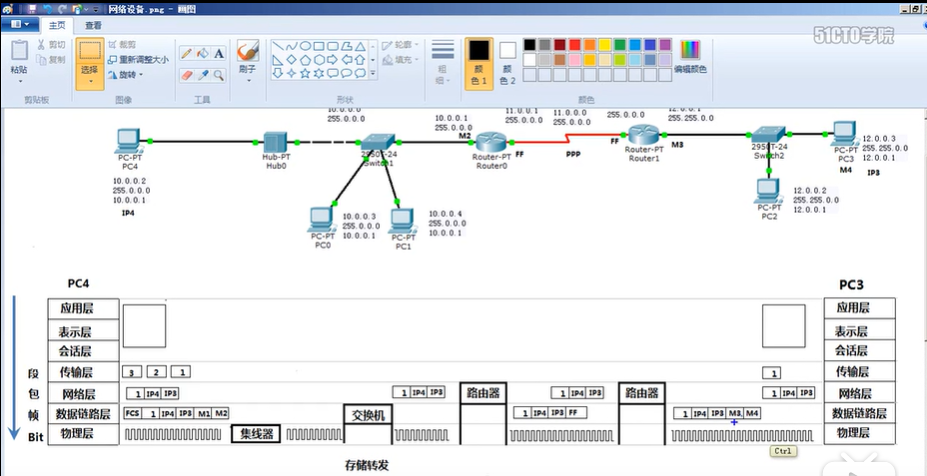 网络设备.png - 画图
主页 查看
51CTO学院
粘贴
剪切
复制
选择
裁剪
重新调整大小
旋转
刷子
轮廓
填充
粗
细
颜
色 1
颜
色 2
编辑颜色
剪贴板 图像 工具 形状 颜色
10.0.0.0
255.0.0.0
10.0.0.1
255.0.0.0
M2
11.0.0.1
255.0.0.0
255.0.0.0
255.255.0.0
PC-PT
PC4
10.0.0.2
255.0.0.0
10.0.0.1
IP4
Hub-PT
Hub0
2950T-24
Switch1
Router-PT
Router0
FF
PPP
FF
Router-PT
Router1
M3
2950T-24
Switch2
PC-PT
PC3
M4
12.0.0.3
255.255.0.0
12.0.0.1
IP3
PC-PT
PC0
10.0.0.3
255.0.0.0
10.0.0.1
PC-PT
PC1
10.0.0.4
255.0.0.0
10.0.0.1
PC-PT
PC2
12.0.0.2
255.255.0.0
12.0.0.1
PC4 PC3
应用层 应用层
表示层 表示层
会话层 会话层
段 传输层 3 2 1 1 传输层
包 网络层 1 IP4 IP3 1 IP4 IP3 路由器 1 IP4 IP3 路由器 1 IP4 IP3 网络层
帧 数据链路层 FCS 1 IP4 IP3 M1 M2 交换机 1 IP4 IP3 FF 1 IP4 IP3 M3 M4 数据链路层
Bit 物理层 集线器 物理层
Ctrl
存储转发